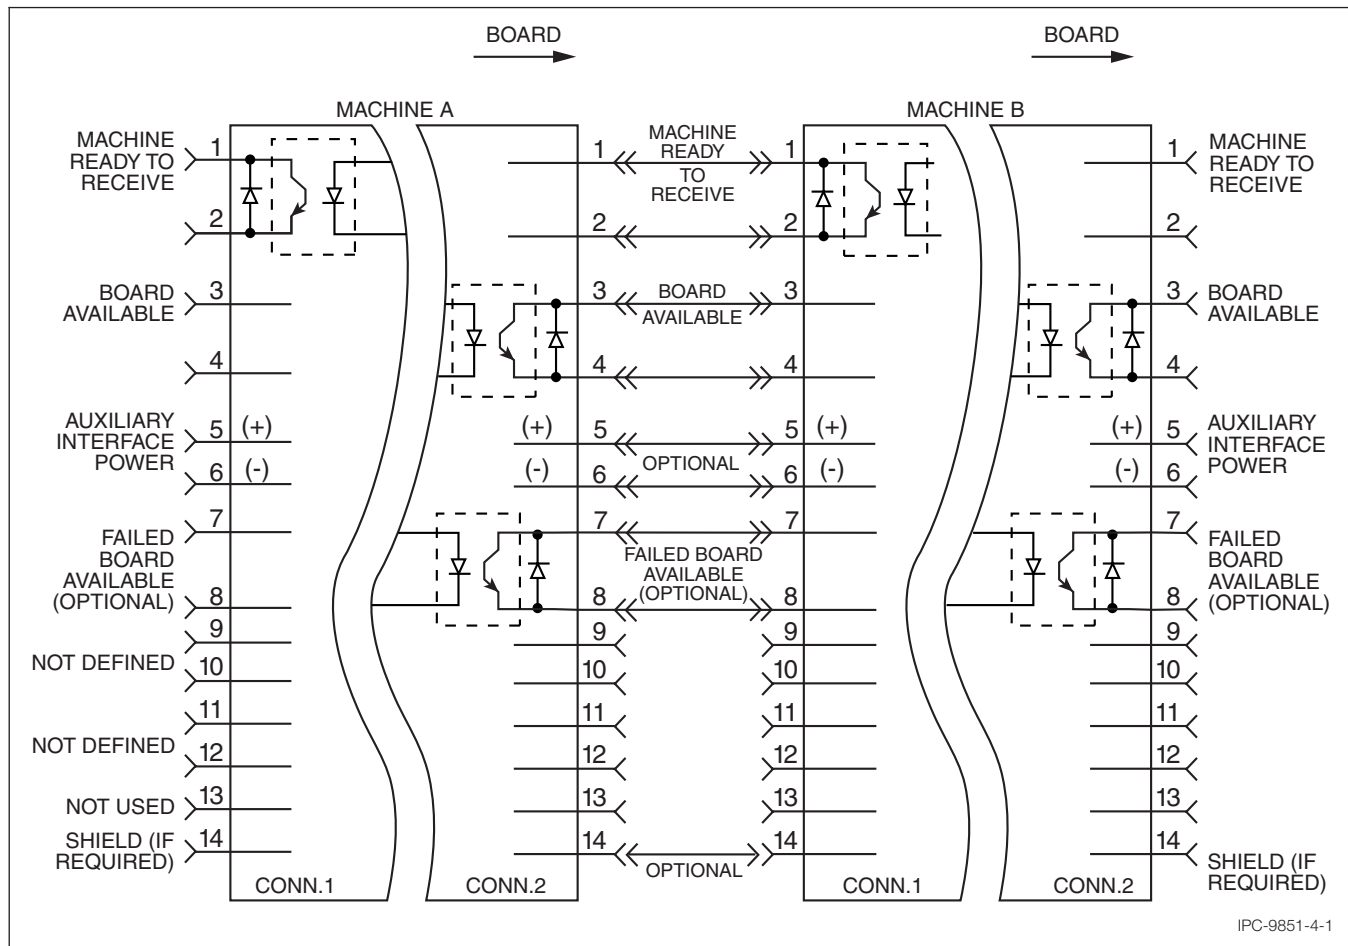 BOARD
BOARD
MACHINE A
MACHINE B
MACHINE
READY TO
RECEIVE
1
2
BOARD
AVAILABLE
3
4
AUXILIARY
INTERFACE
POWER
5 (+)
6 (-)
7
FAILED
BOARD
AVAILABLE
(OPTIONAL)
8
9
NOT DEFINED
10
11
NOT DEFINED
12
NOT USED
13
SHIELD (IF
REQUIRED)
14
CONN.1
1
2
3
4
(+) 5
(-) 6
7
8
9
10
11
12
13
14
CONN.2
MACHINE
READY
TO
RECEIVE
BOARD
AVAILABLE
OPTIONAL
FAILED BOARD
AVAILABLE
(OPTIONAL)
OPTIONAL
1
2
3
4
5 (+)
6 (-)
7
8
9
10
11
12
13
14
CONN.1
1
MACHINE
READY TO
RECEIVE
2
3
BOARD
AVAILABLE
4
(+) 5
(-) 6
AUXILIARY
INTERFACE
POWER
7
FAILED
BOARD
AVAILABLE
(OPTIONAL)
8
9
10
11
12
13
14
SHIELD (IF
REQUIRED)
CONN.2
IPC-9851-4-1